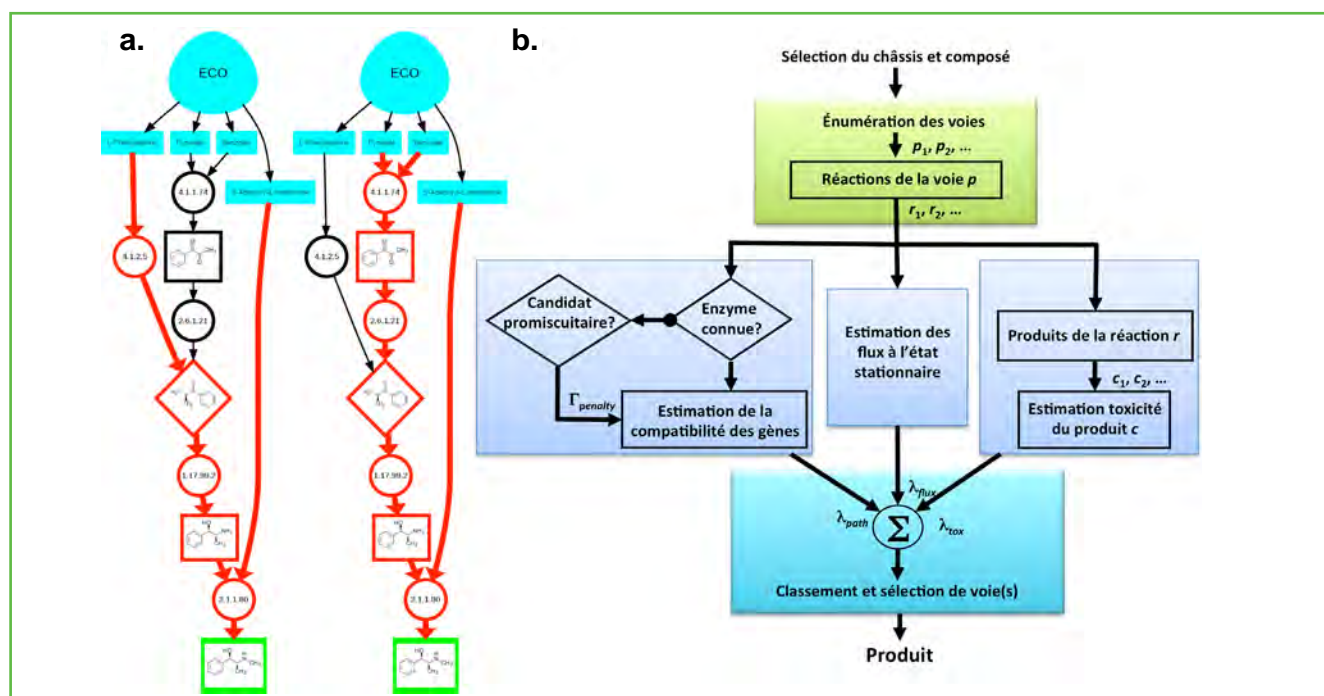 a.
ECO
ECO
4.1.1.74
4.1.1.74
4.1.2.5
4.1.2.5
2.6.1.21
2.6.1.21
1.17.99.2
1.17.99.2
2.1.1.80
2.1.1.80
b.
Sélection du châssis et composé
Énumération des voies
p1, p2, ...
Réactions de la voie p
r1, r2, ...
Candidat
promiscuitaire?
Enzyme
connue?
Γpenalty
Estimation de la
compatibilité des gènes
Estimation des
flux à l'état
stationnaire
Produits de la réaction r
c1, c2, ...
Estimation toxicité
du produit c
λpath
λflux
λtox
Σ
Classement et sélection de voie(s)
Produit